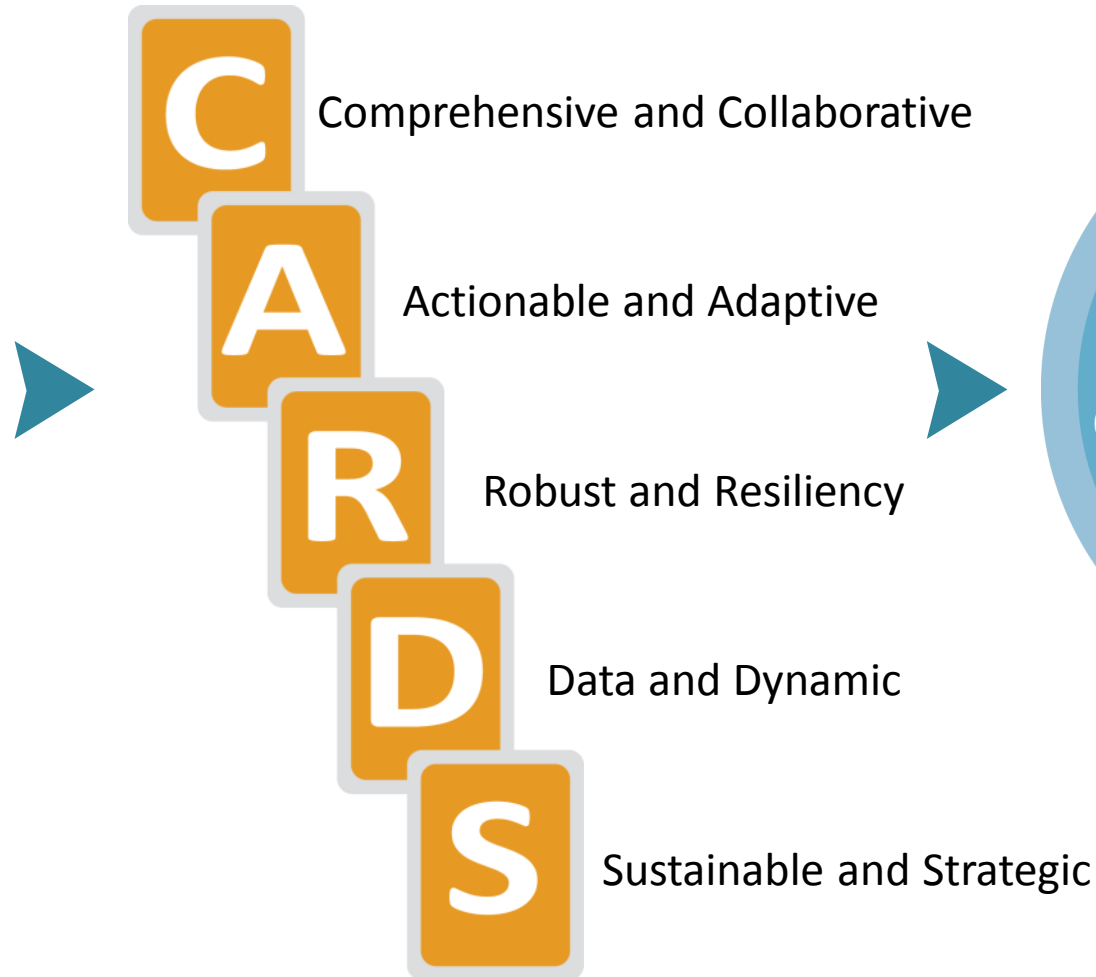 C Comprehensive and Collaborative
A Actionable and Adaptive
R Robust and Resiliency
D Data and Dynamic
S Sustainable and Strategic